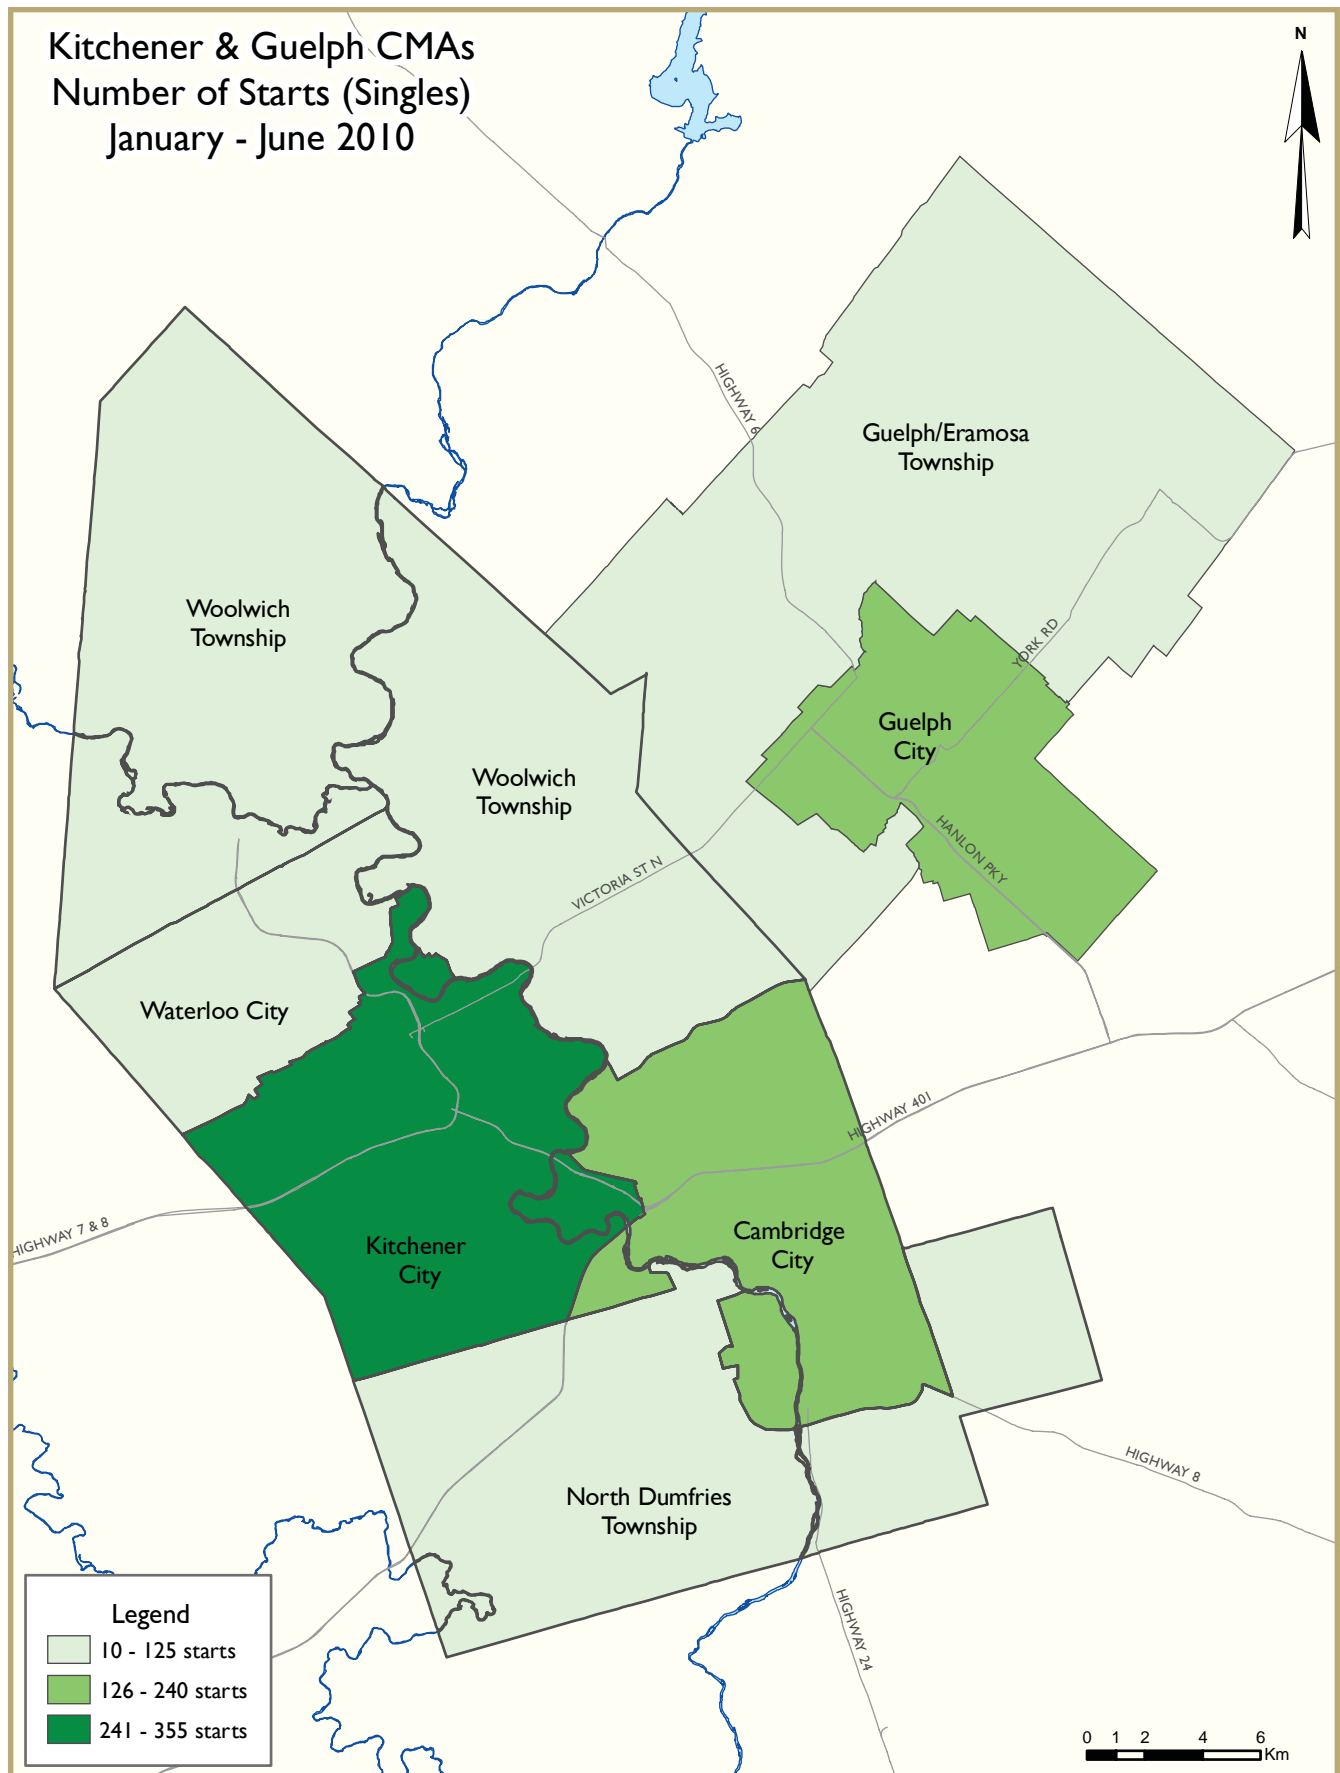 Kitchener & Guelph CMAs
Number of Starts (Singles)
January - June 2010
N
HIGHWAY 6
Guelph/Eramosa
Township
Woolwich
Township
YORK RD
Guelph
City
Woolwich
Township
HANLON PKY
VICTORIA ST N
Waterloo City
HIGHWAY 401
HIGHWAY 7 & 8
Kitchener
City
Cambridge
City
HIGHWAY 8
North Dumfries
Township
HIGHWAY 24
Legend
10 - 125 starts
126 - 240 starts
241 - 355 starts
0 1 2 4 6
Km